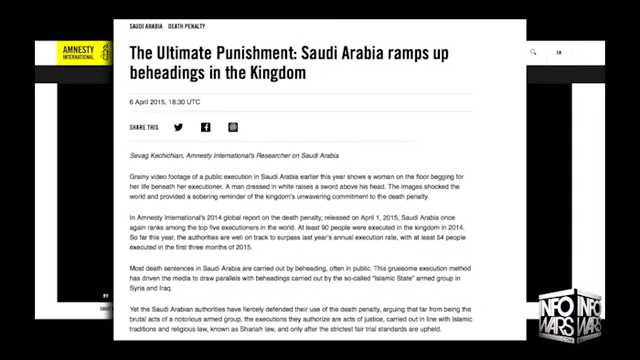 SAUDI ARABIA DEATH PENALTY
AMNESTY
INTERNATIONAL
EN
The Ultimate Punishment: Saudi Arabia ramps up
beheadings in the Kingdom
6 April 2015, 18:30 UTC
SHARE THIS
Sevag Kechichian, Amnesty International's Researcher on Saudi Arabia
Grainy video footage of a public execution in Saudi Arabia earlier this year shows a woman on the floor begging for
her life beneath her executioner. A man dressed in white raises a sword above his head. The images shocked the
world and provided a sobering reminder of the kingdom's unwavering commitment to the death penalty.
In Amnesty International's 2014 global report on the death penalty, released on April 1, 2015, Saudi Arabia once
again ranks among the top five executioners in the world. At least 90 people were executed in the kingdom in 2014.
So far this year, the authorities are well on track to surpass last year's annual execution rate, with at least 54 people
executed in the first three months of 2015.
Most death sentences in Saudi Arabia are carried out by beheading, often in public. This gruesome execution method
has driven the media to draw parallels with beheadings carried out by the so-called "Islamic State" armed group in
Syria and Iraq.
Yet the Saudi Arabian authorities have fiercely defended their use of the death penalty, arguing that far from being the
brutal acts of a notorious armed group, the executions they authorize are acts of justice, carried out in line with Islamic
traditions and religious law, known as Shariah law, and only after the strictest fair trial standards are upheld.
INFO
WARS